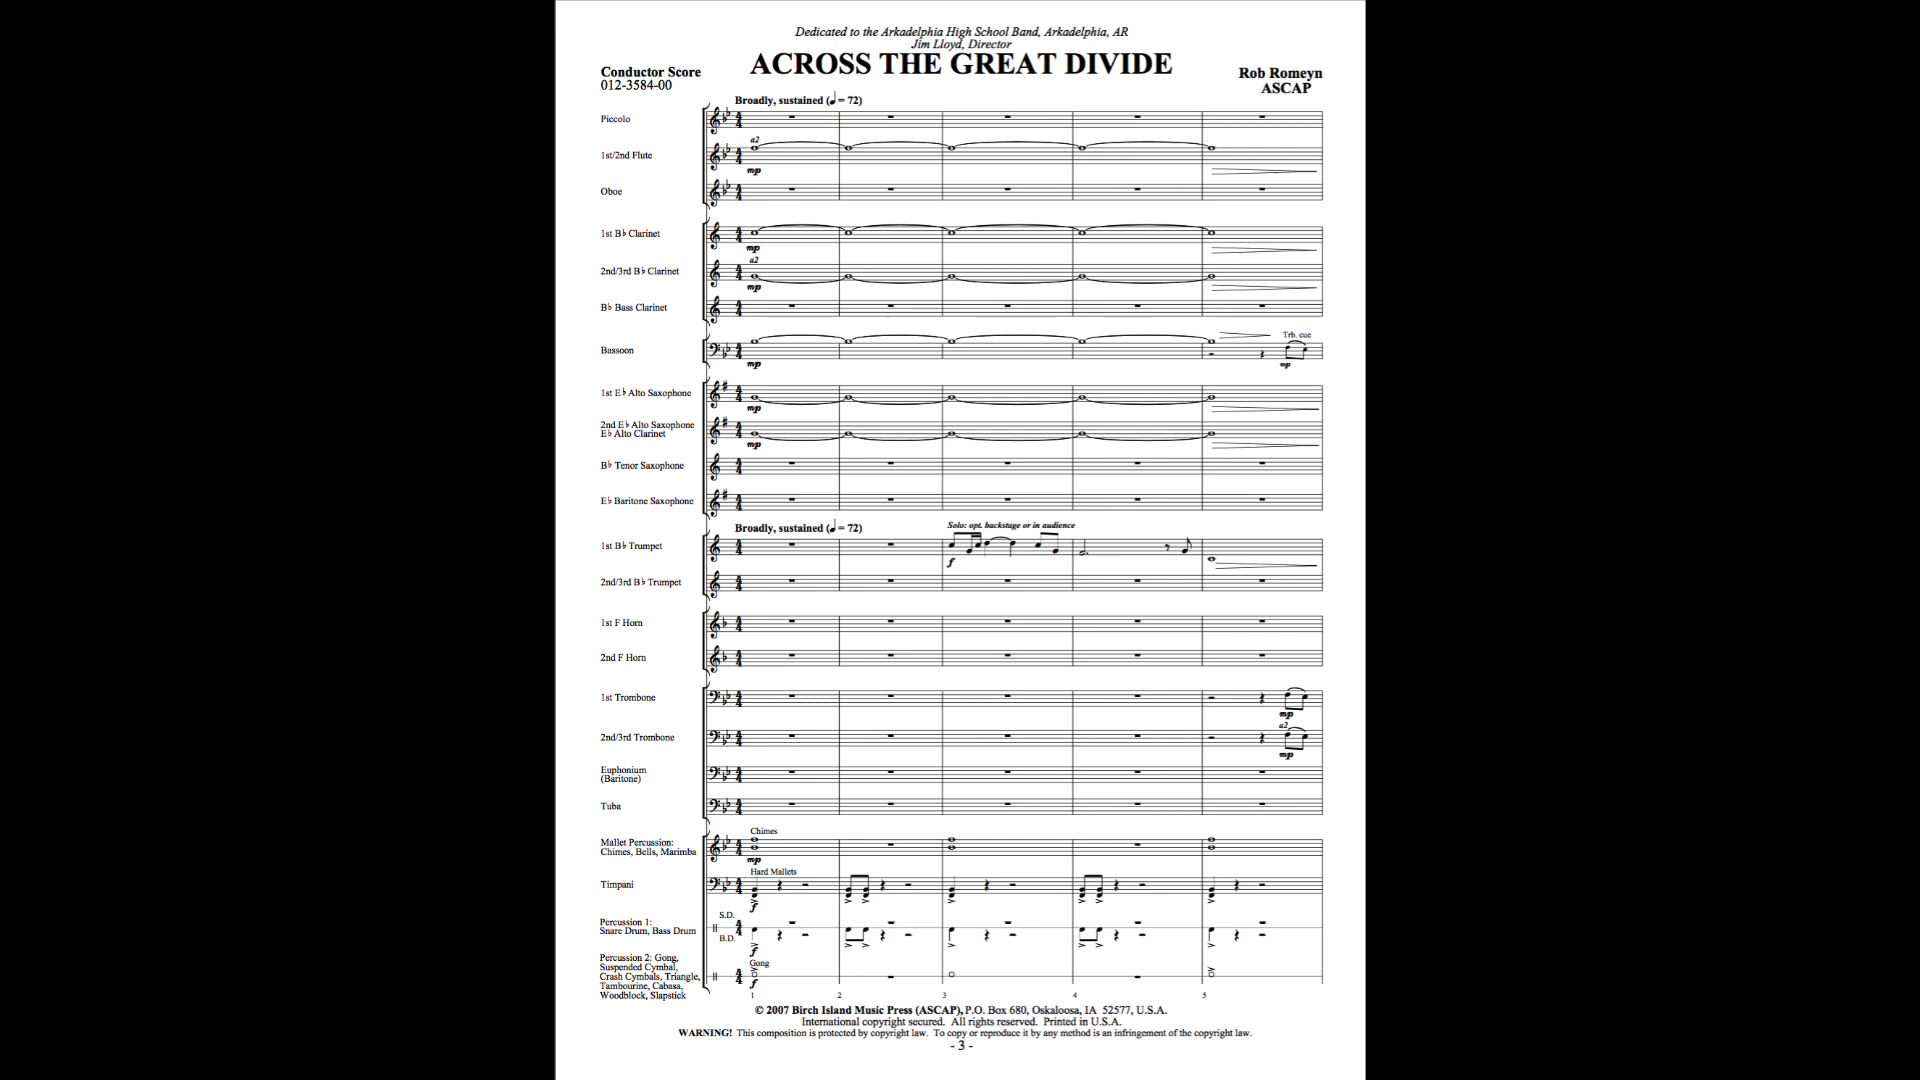 Dedicated to the Arkadelphia High School Band, Arkadelphia, AR
Jim Lloyd, Director
ACROSS THE GREAT DIVIDE
Conductor Score
012-3584-00
Rob Romeyn
ASCAP
Broadly, sustained (♩= 72)
Piccolo
a2
1st/2nd Flute
mp
Oboe
1st B♭ Clarinet
mp
a2
2nd/3rd B♭ Clarinet
mp
B♭ Bass Clarinet
Trb. cue
Bassoon
mp
mp
1st E♭ Alto Saxophone
mp
2nd E♭ Alto Saxophone
E♭ Alto Clarinet
mp
B♭ Tenor Saxophone
E♭ Baritone Saxophone
Broadly, sustained (♩= 72)
Solo: opt. backstage or in audience
1st B♭ Trumpet
f
2nd/3rd B♭ Trumpet
1st F Horn
2nd F Horn
1st Trombone
mp
a2
2nd/3rd Trombone
mp
Euphonium
(Baritone)
Tuba
Chimes
Mallet Percussion:
Chimes, Bells, Marimba
mp
Hard Mallets
Timpani
f
S.D.
Percussion 1:
Snare Drum, Bass Drum
B.D.
f
Percussion 2: Gong,
Suspended Cymbal,
Crash Cymbals, Triangle,
Tambourine, Cabasa,
Woodblock, Slapstick
Gong
f
1 2 3 4 5
© 2007 Birch Island Music Press (ASCAP), P.O. Box 680, Oskaloosa, IA 52577, U.S.A.
International copyright secured. All rights reserved. Printed in U.S.A.
WARNING! This composition is protected by copyright law. To copy or reproduce it by any method is an infringement of the copyright law.
- 3 -